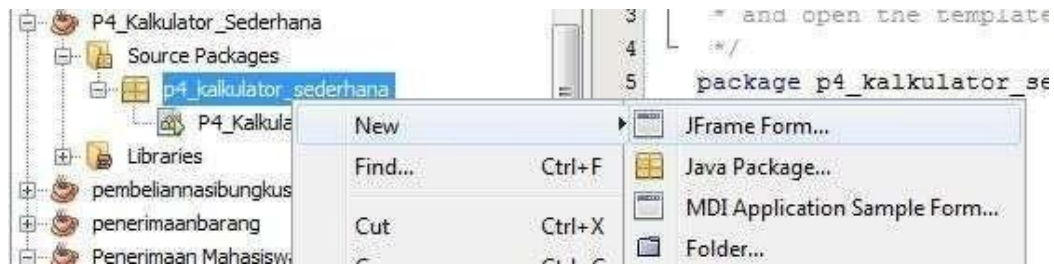 P4_Kalkulator_Sederhana
Source Packages
p4_kalkulator_sederhana
P4_Kalkula
Libraries
pembeliannasibungkus
penerimaanbarang
Penerimaan Mahasisw
3 * and open the template
4 */
5 package p4_kalkulator_se
New
Find... Ctrl+F
Cut Ctrl+X
JFrame Form...
Java Package...
MDI Application Sample Form...
Folder...